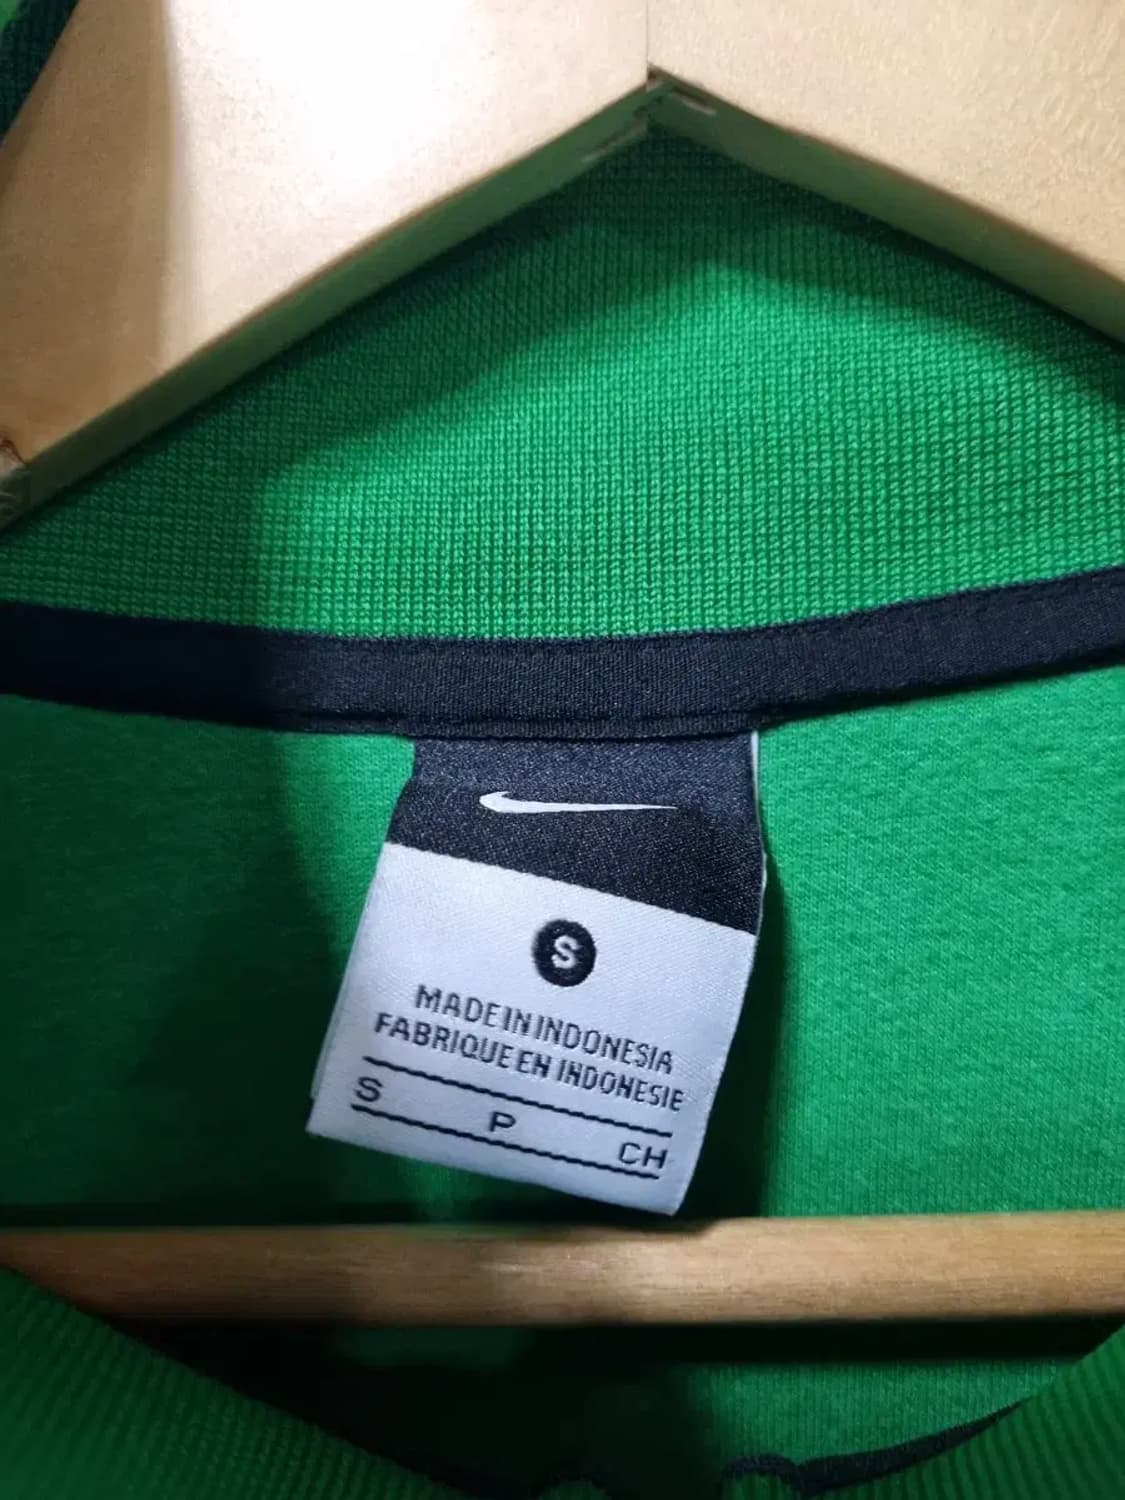 S
MADE IN INDONESIA
FABRIQUE EN INDONESIE
S P CH